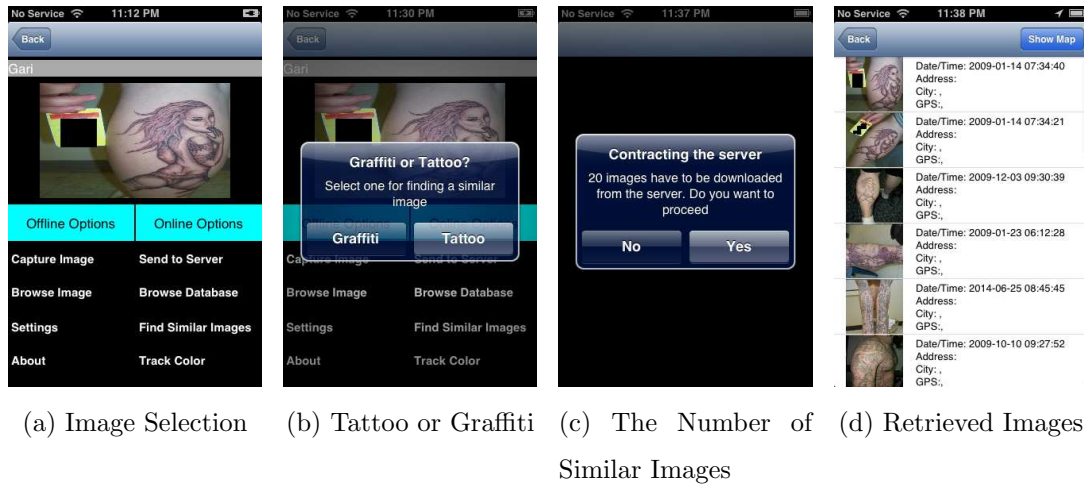 No Service 11:12 PM
Back
Gari
Offline Options Online Options
Capture Image Send to Server
Browse Image Browse Database
Settings Find Similar Images
About Track Color
(a) Image Selection
No Service 11:30 PM
Back
Gari
Graffiti or Tattoo?
Select one for finding a similar
image
Offline Options Online Options
Graffiti Tattoo
Capture Image Send to Server
Browse Image Browse Database
Settings Find Similar Images
About Track Color
(b) Tattoo or Graffiti
No Service 11:37 PM
Contracting the server
20 images have to be downloaded
from the server. Do you want to
proceed
No Yes
(c) The Number of
Similar Images
No Service 11:38 PM
Back Show Map
Date/Time: 2009-01-14 07:34:40
Address:
City: ,
GPS:,
Date/Time: 2009-01-14 07:34:21
Address:
City: ,
GPS:,
Date/Time: 2009-12-03 09:30:39
Address:
City: ,
GPS:,
Date/Time: 2009-01-23 06:12:28
Address:
City: ,
GPS:,
Date/Time: 2014-06-25 08:45:45
Address:
City: ,
GPS:,
Date/Time: 2009-10-10 09:27:52
Address:
City: ,
GPS:,
(d) Retrieved Images